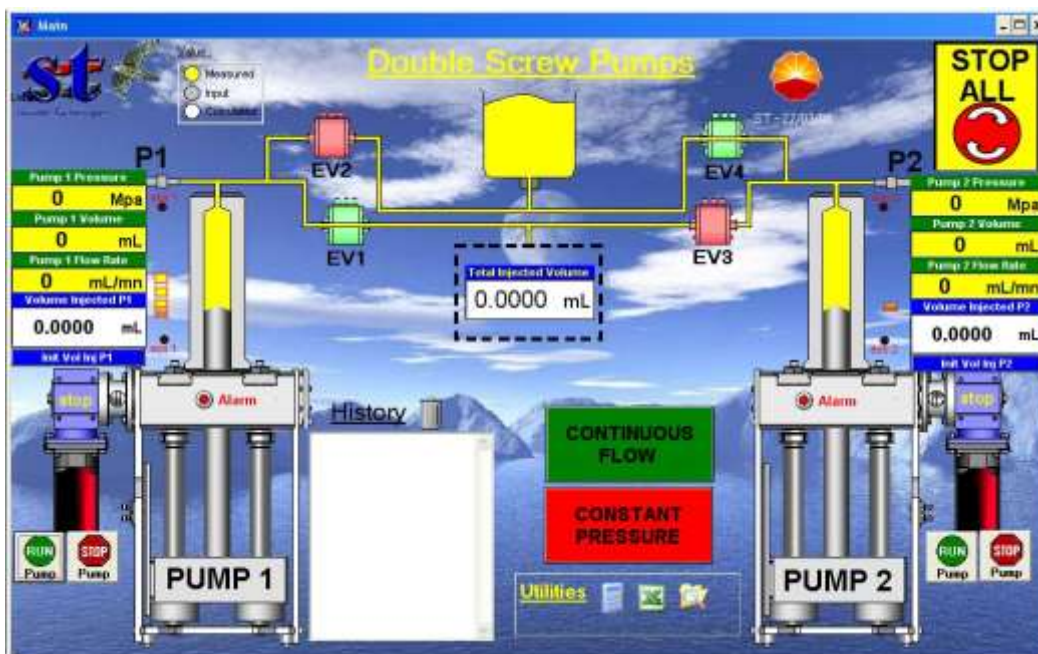 Main
st
Value
Measured
Input
Calculated
Double Screw Pumps
STOP
ALL
P1
EV2
EV4
P2
Pump 1 Pressure
0 Mpa
Pump 1 Volume
0 mL
Pump 1 Flow Rate
0 mL/mn
Volume Injected P1
0.0000 mL
Init Vol Inj P1
EV1
EV3
Total Injected Volume
0.0000 mL
Pump 2 Pressure
0 Mpa
Pump 2 Volume
0 mL
Pump 2 Flow Rate
0 mL/mn
Volume Injected P2
0.0000 mL
Init Vol Inj P2
stop
Alarm
History
CONTINUOUS
FLOW
CONSTANT
PRESSURE
Alarm
stop
RUN
Pump
STOP
Pump
PUMP 1
Utilities
PUMP 2
RUN
Pump
STOP
Pump